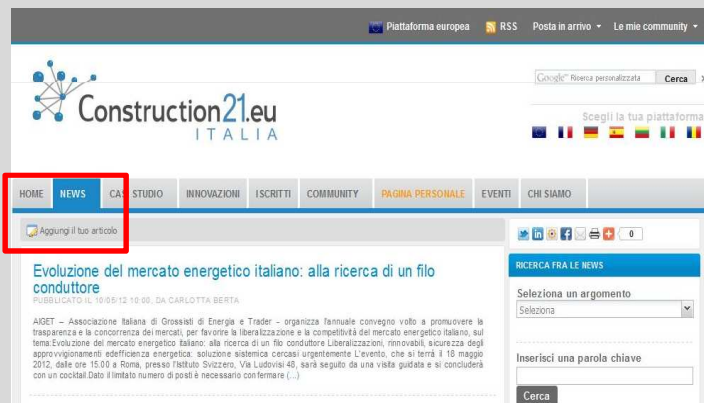 Piattaforma europea RSS Posta in arrivo Le mie community
Google™ Ricerca personalizzata Cerca x
Construction21.eu
ITALIA
Scegli la tua piattaforma
HOME NEWS CASI STUDIO INNOVAZIONI ISCRITTI COMMUNITY PAGINA PERSONALE EVENTI CHI SIAMO
Aggiungi il tuo articolo
0
Evoluzione del mercato energetico italiano: alla ricerca di un filo
conduttore
PUBBLICATO IL 10/05/12 10:00, DA CARLOTTA BERTA
AIGET – Associazione Italiana di Grossisti di Energia e Trader - organizza l'annuale convegno volto a promuovere la
trasparenza e la concorrenza dei mercati, per favorire la liberalizzazione e la competitività del mercato energetico italiano, sul
tema:Evoluzione del mercato energetico italiano: alla ricerca di un filo conduttore Liberalizzazioni, rinnovabili, sicurezza degli
approvvigionamenti edefficienza energetica: soluzione sistemica cercasi urgentemente L'evento, che si terrà il 18 maggio
2012, dalle ore 15.00 a Roma, presso l'Istituto Svizzero, Via Ludovisi 48, sarà seguito da una visita guidata e si concluderà
con un cocktail.Dato il limitato numero di posti è necessario confermare (...)
RICERCA FRA LE NEWS
Seleziona un argomento
Seleziona
Inserisci una parola chiave
Cerca